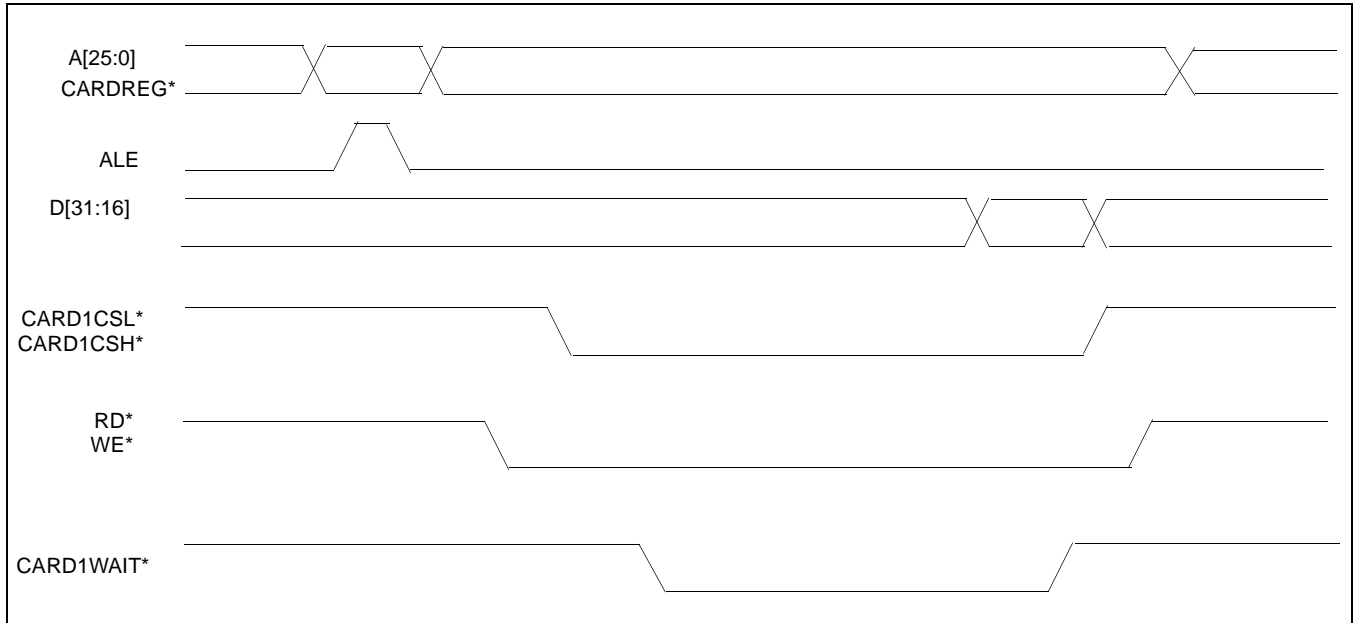 A[25:0]
CARDREG*
ALE
D[31:16]
CARD1CSL*
CARD1CSH*
RD*
WE*
CARD1WAIT*